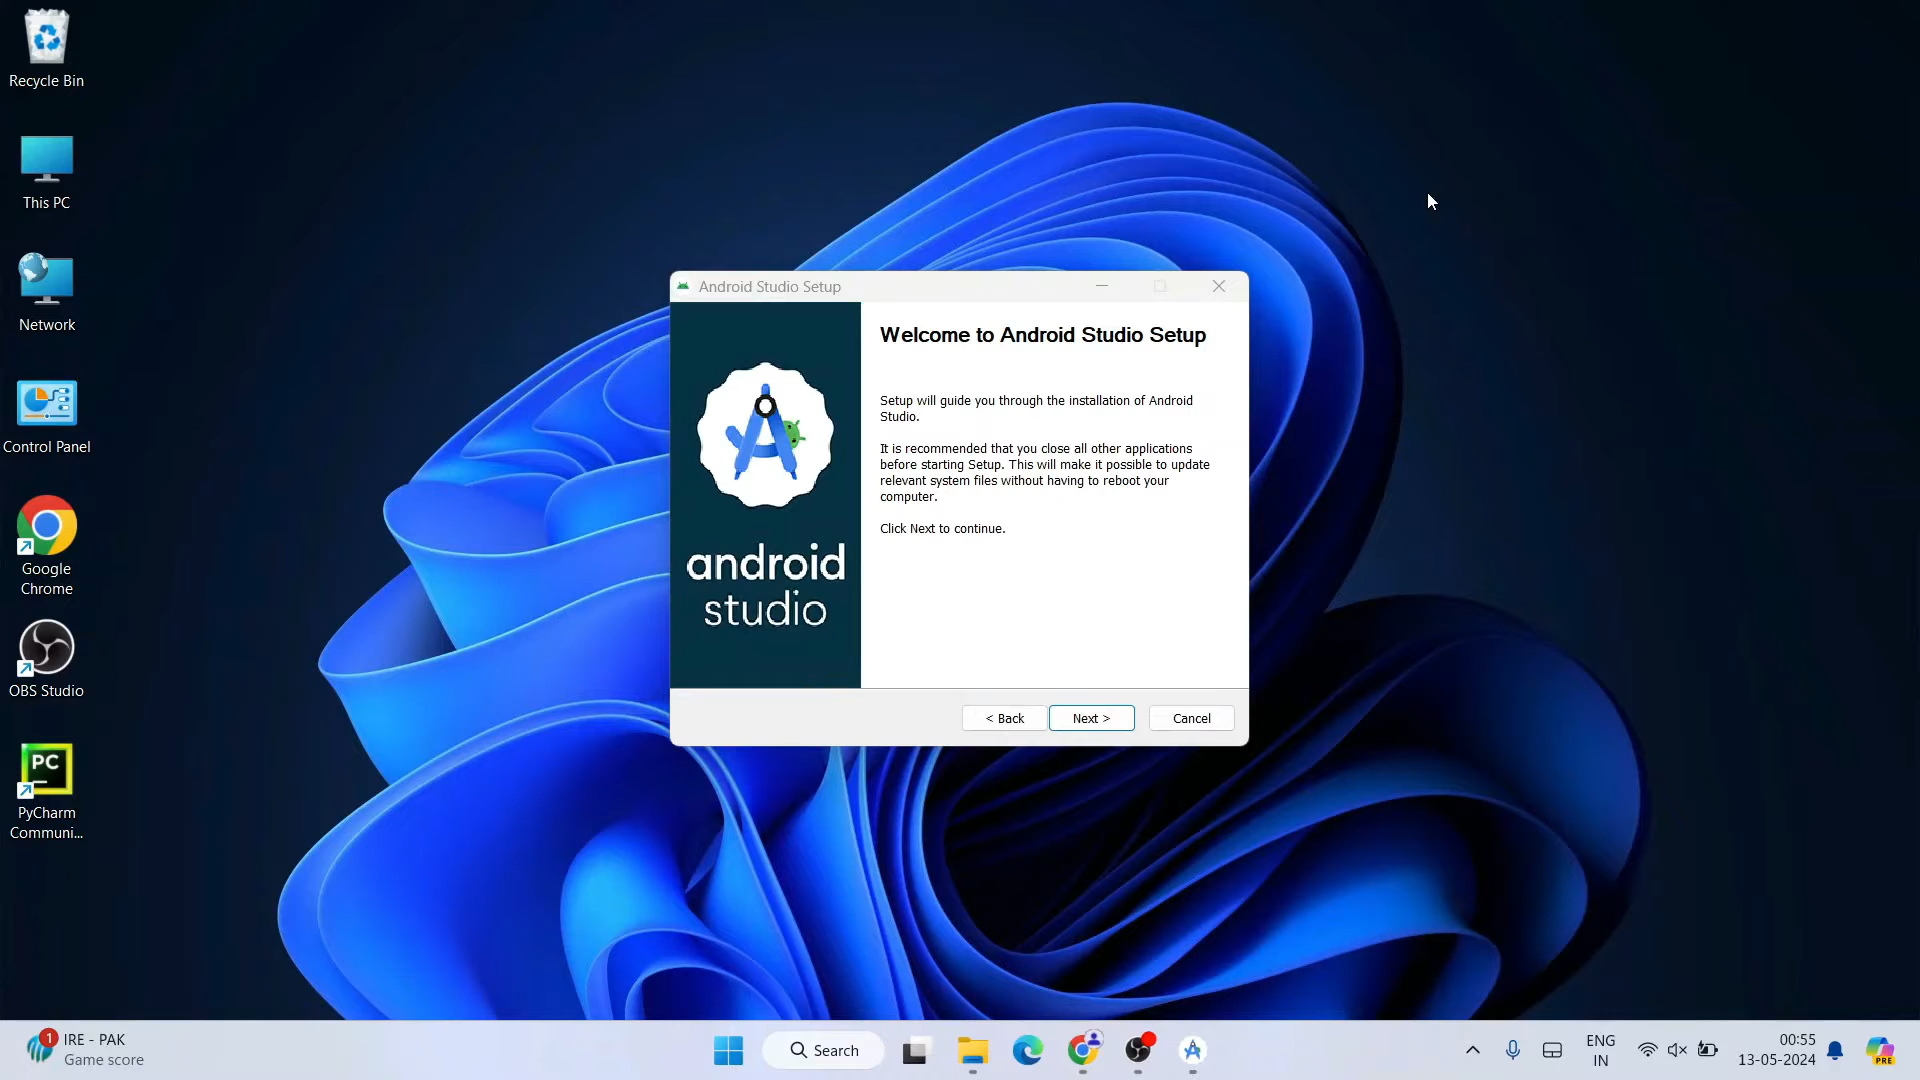 Recycle Bin
This PC
Network
Control Panel
Google
Chrome
OBS Studio
PC
PyCharm
Communi...
Android Studio Setup
android
studio
Welcome to Android Studio Setup
Setup will guide you through the installation of Android
Studio.
It is recommended that you close all other applications
before starting Setup. This will make it possible to update
relevant system files without having to reboot your
computer.
Click Next to continue.
< Back
Next >
Cancel
1
IRE - PAK
Game score
Search
ENG
IN
00:55
13-05-2024
PRE